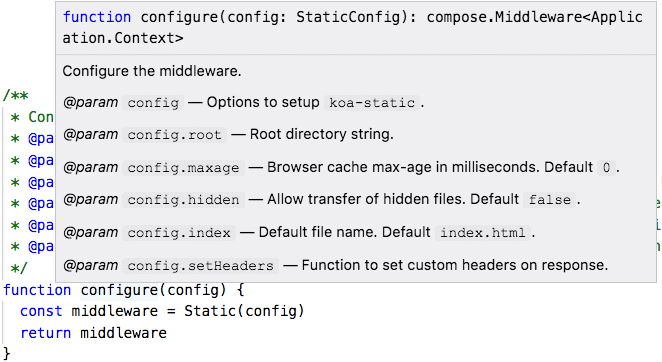 function configure(config: StaticConfig): compose.Middleware<Applic
ation.Context>
Configure the middleware.
@param config — Options to setup koa-static.
@param config.root — Root directory string.
@param config.maxage — Browser cache max-age in milliseconds. Default 0.
@param config.hidden — Allow transfer of hidden files. Default false.
@param config.index — Default file name. Default index.html.
@param config.setHeaders — Function to set custom headers on response.
/**
* Con
* @pa
* @pa
* @pa
* @pa
* @pa
* @pa
*/
function configure(config) {
const middleware = Static(config)
return middleware
}